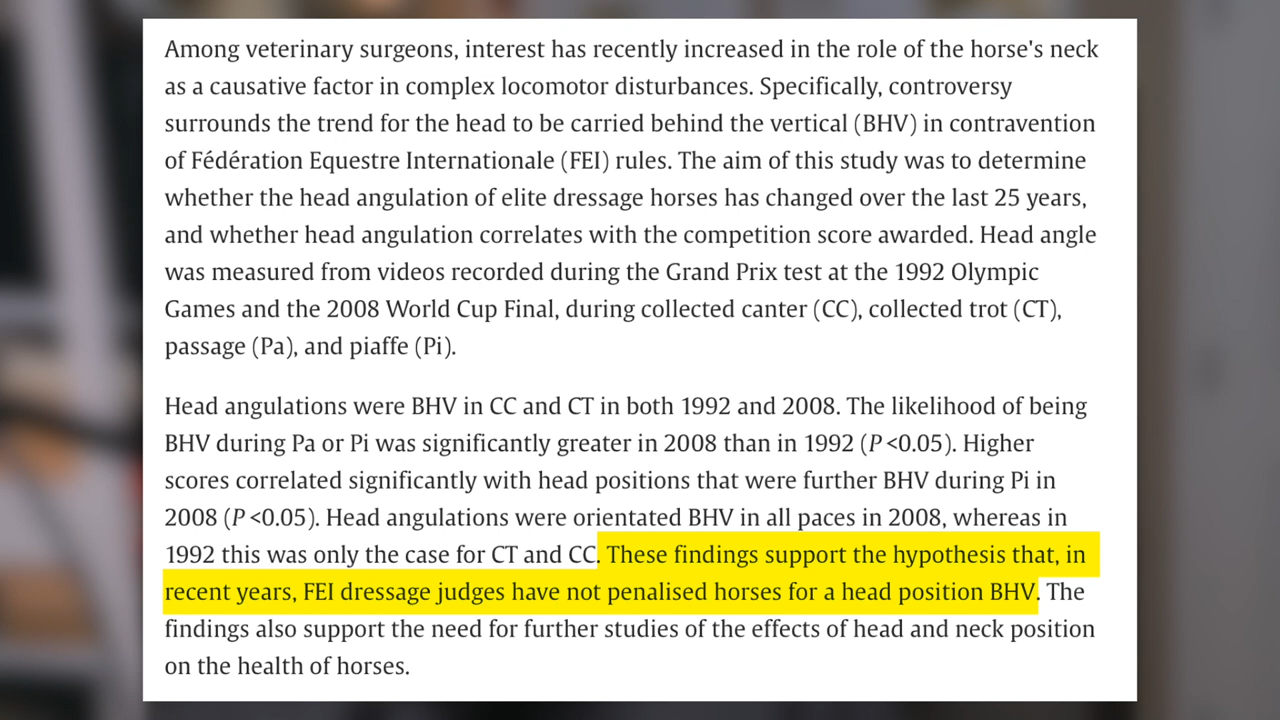 Among veterinary surgeons, interest has recently increased in the role of the horse's neck
as a causative factor in complex locomotor disturbances. Specifically, controversy
surrounds the trend for the head to be carried behind the vertical (BHV) in contravention
of Fédération Equestre Internationale (FEI) rules. The aim of this study was to determine
whether the head angulation of elite dressage horses has changed over the last 25 years,
and whether head angulation correlates with the competition score awarded. Head angle
was measured from videos recorded during the Grand Prix test at the 1992 Olympic
Games and the 2008 World Cup Final, during collected canter (CC), collected trot (CT),
passage (Pa), and piaffe (Pi).
Head angulations were BHV in CC and CT in both 1992 and 2008. The likelihood of being
BHV during Pa or Pi was significantly greater in 2008 than in 1992 (P <0.05). Higher
scores correlated significantly with head positions that were further BHV during Pi in
2008 (P <0.05). Head angulations were orientated BHV in all paces in 2008, whereas in
1992 this was only the case for CT and CC. These findings support the hypothesis that, in
recent years, FEI dressage judges have not penalised horses for a head position BHV. The
findings also support the need for further studies of the effects of head and neck position
on the health of horses.